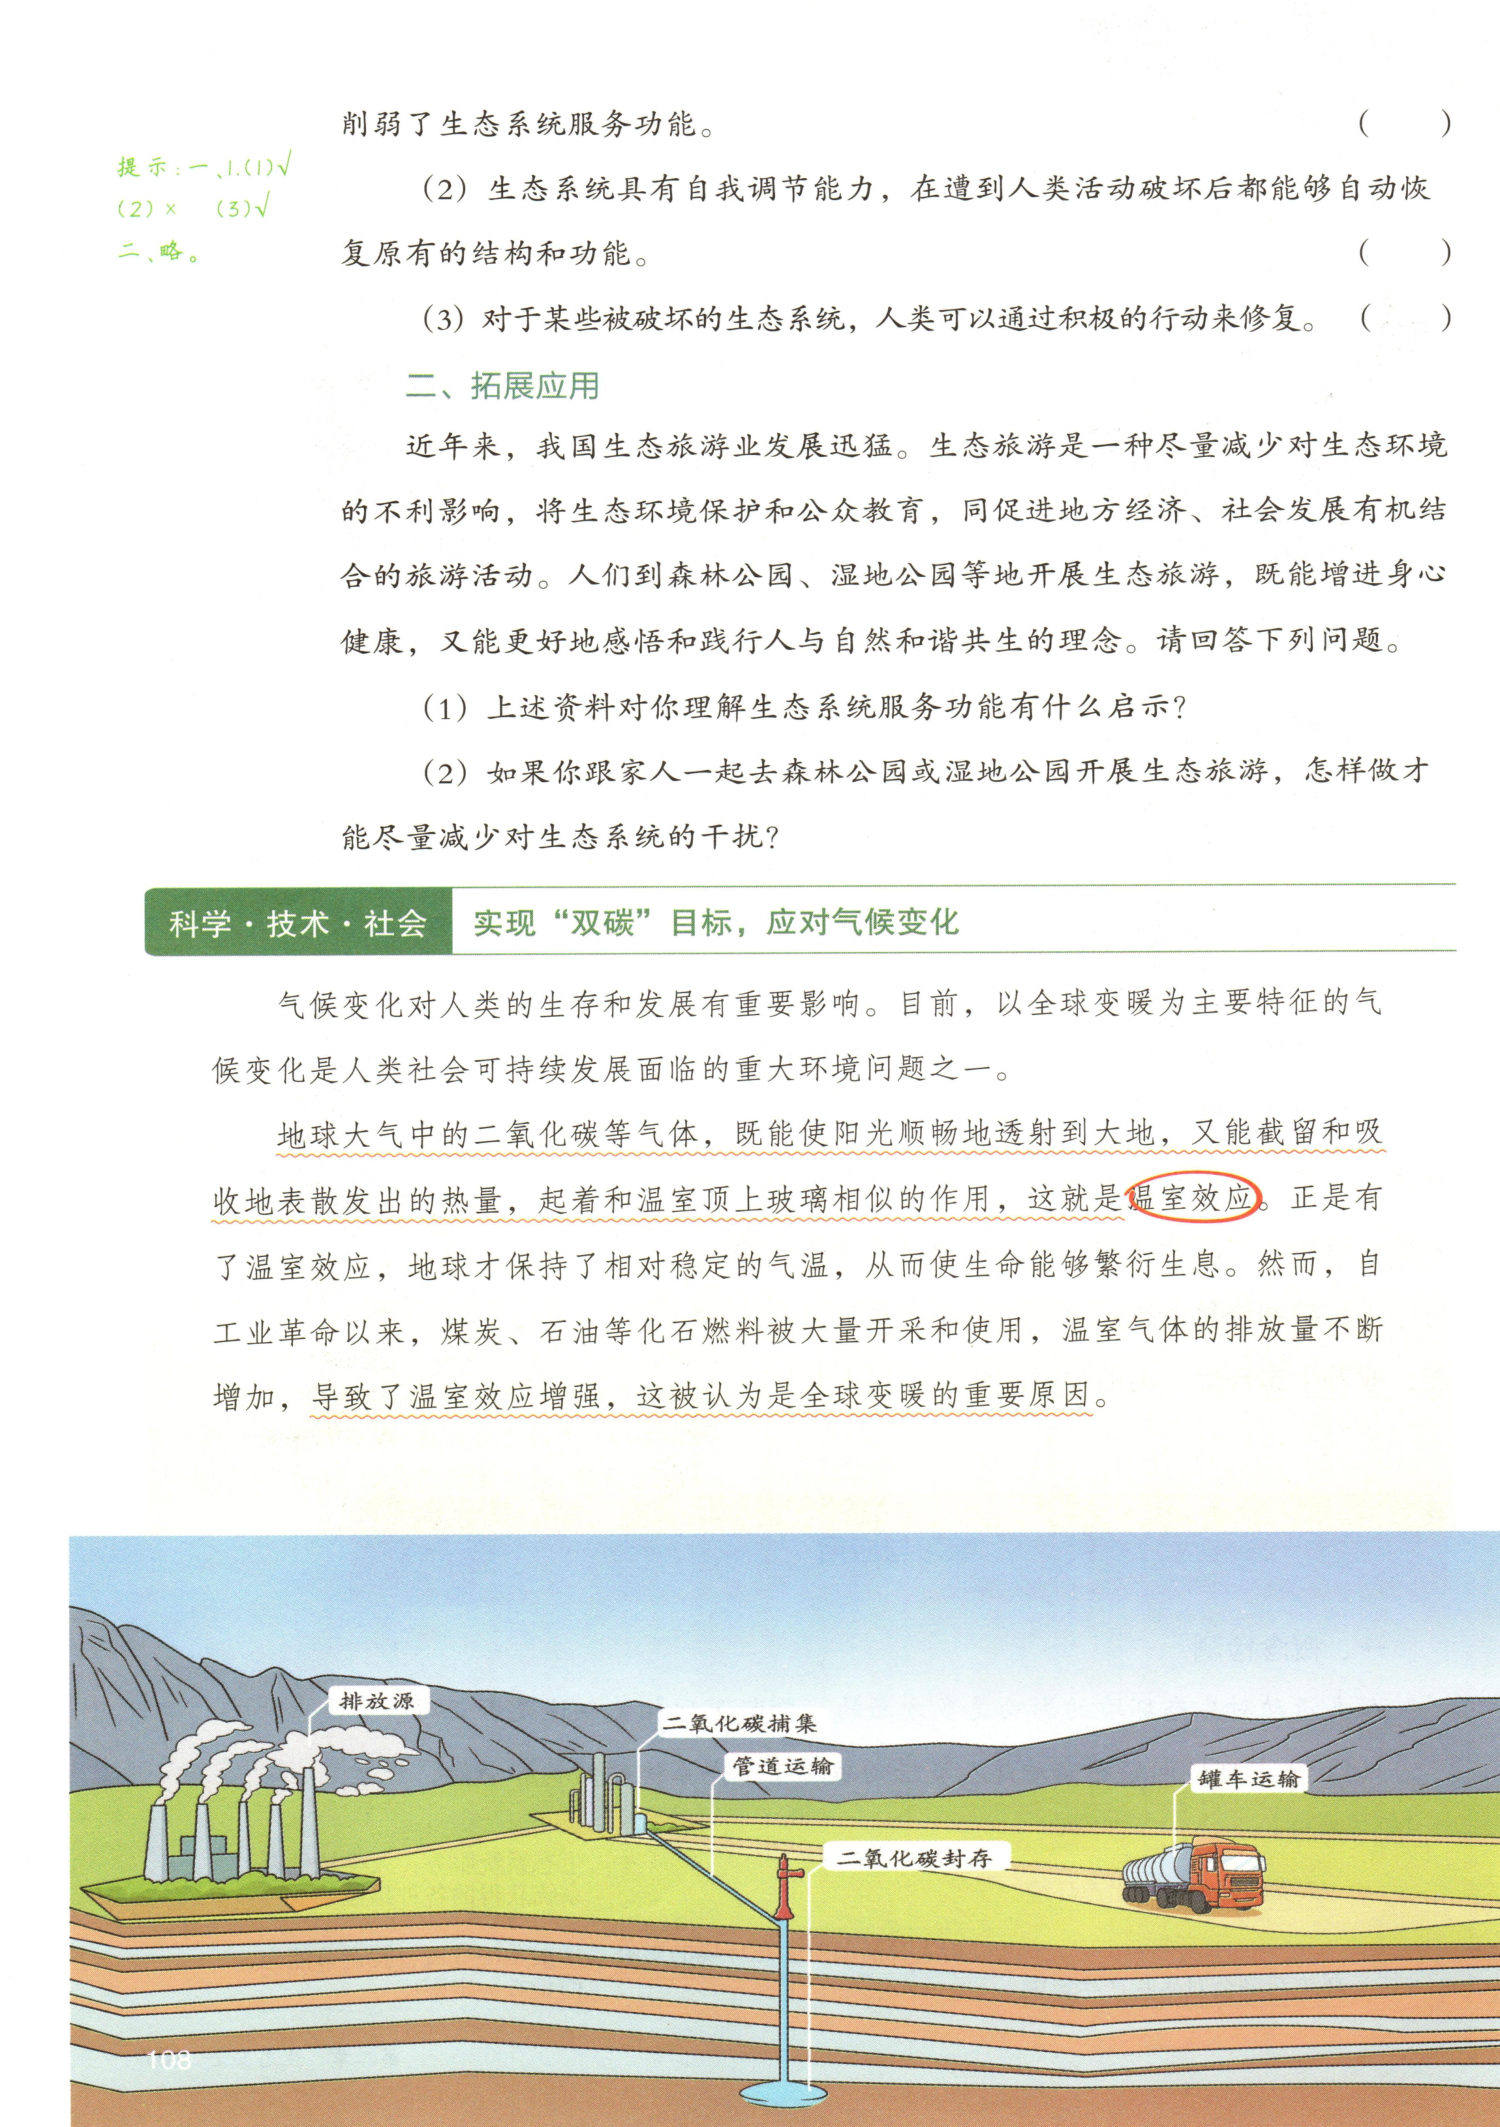 削弱了生态系统服务功能。 (  )
提示：一、1.(1)√
(2)× (3)√
二、略。
（2）生态系统具有自我调节能力，在遭到人类活动破坏后都能够自动恢
复原有的结构和功能。 (  )
（3）对于某些被破坏的生态系统，人类可以通过积极的行动来修复。 (  )
二、拓展应用
近年来，我国生态旅游业发展迅猛。生态旅游是一种尽量减少对生态环境
的不利影响，将生态环境保护和公众教育，同促进地方经济、社会发展有机结
合的旅游活动。人们到森林公园、湿地公园等地开展生态旅游，既能增进身心
健康，又能更好地感悟和践行人与自然和谐共生的理念。请回答下列问题。
（1）上述资料对你理解生态系统服务功能有什么启示？
（2）如果你跟家人一起去森林公园或湿地公园开展生态旅游，怎样做才
能尽量减少对生态系统的干扰？
科学·技术·社会 实现“双碳”目标，应对气候变化
气候变化对人类的生存和发展有重要影响。目前，以全球变暖为主要特征的气
候变化是人类社会可持续发展面临的重大环境问题之一。
地球大气中的二氧化碳等气体，既能使阳光顺畅地透射到大地，又能截留和吸
收地表散发出的热量，起着和温室顶上玻璃相似的作用，这就是温室效应。正是有
了温室效应，地球才保持了相对稳定的气温，从而使生命能够繁衍生息。然而，自
工业革命以来，煤炭、石油等化石燃料被大量开采和使用，温室气体的排放量不断
增加，导致了温室效应增强，这被认为是全球变暖的重要原因。
排放源
二氧化碳捕集
管道运输
罐车运输
二氧化碳封存
108